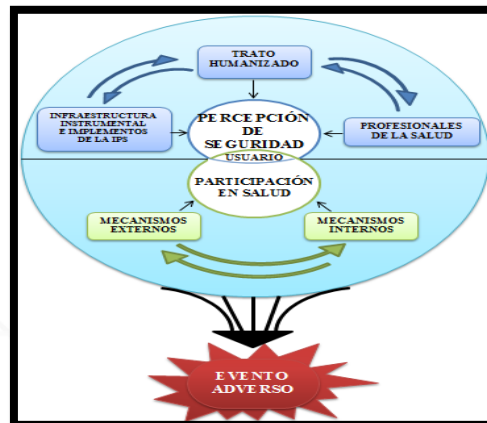 TRATO
HUMANIZADO
INFRAESTRUCTURA
INSTRUMENTAL
E IMPLEMENTOS
DE LA IPS
PERCEPCIÓN
DE
SEGURIDAD
PROFESIONALES
DE LA SALUD
USUARIO
PARTICIPACIÓN
EN SALUD
MECANISMOS
EXTERNOS
MECANISMOS
INTERNOS
EVENTO
ADVERSO